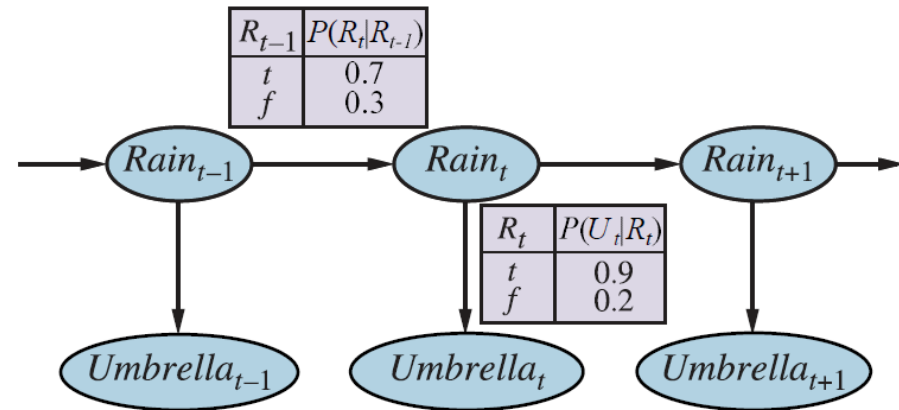 R_{t-1} P(R_t|R_{t-1})
t 0.7
f 0.3
Rain_{t-1} Rain_t Rain_{t+1}
R_t P(U_t|R_t)
t 0.9
f 0.2
Umbrella_{t-1} Umbrella_t Umbrella_{t+1}